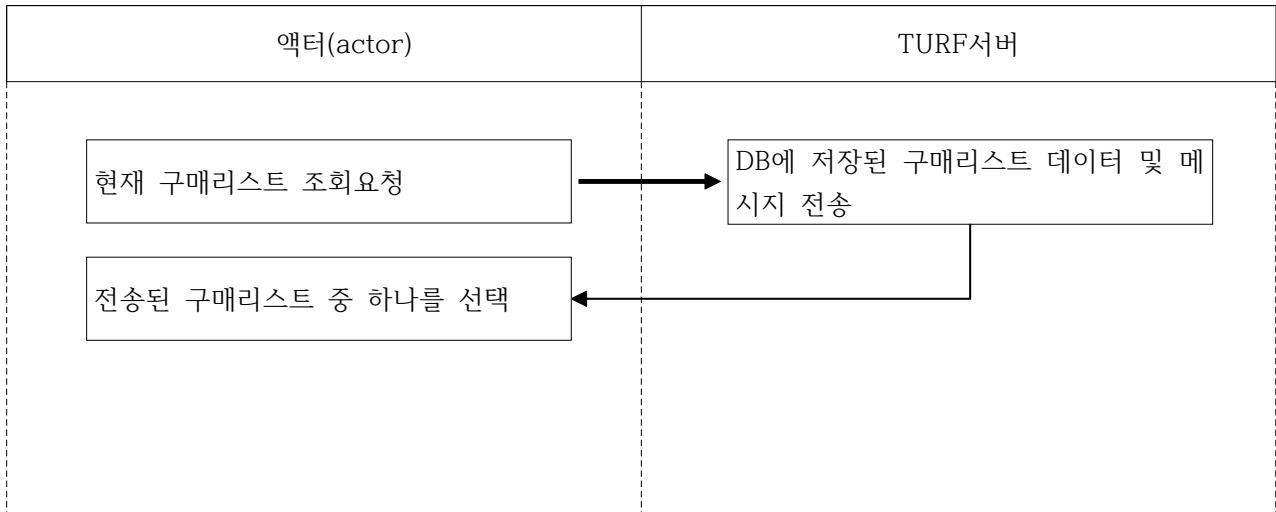 액터(actor)
TURF서버
현재 구매리스트 조회요청
DB에 저장된 구매리스트 데이터 및 메
시지 전송
전송된 구매리스트 중 하나를 선택